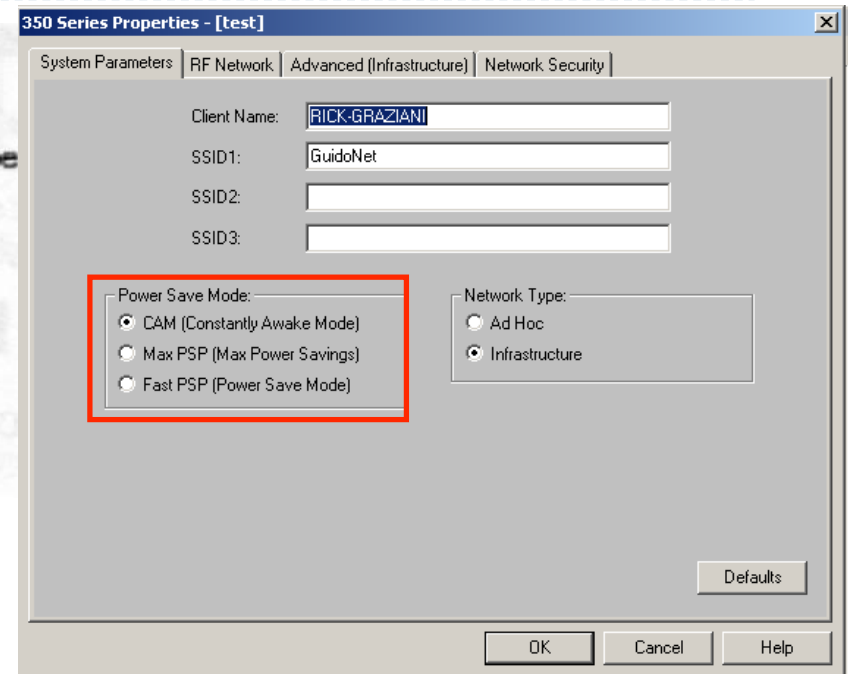 350 Series Properties - [test]
System Parameters RF Network Advanced (Infrastructure) Network Security
Client Name: RICK-GRAZIANI
SSID1: GuidoNet
SSID2:
SSID3:
Power Save Mode:
CAM (Constantly Awake Mode)
Max PSP (Max Power Savings)
Fast PSP (Power Save Mode)
Network Type:
Ad Hoc
Infrastructure
Defaults
OK Cancel Help